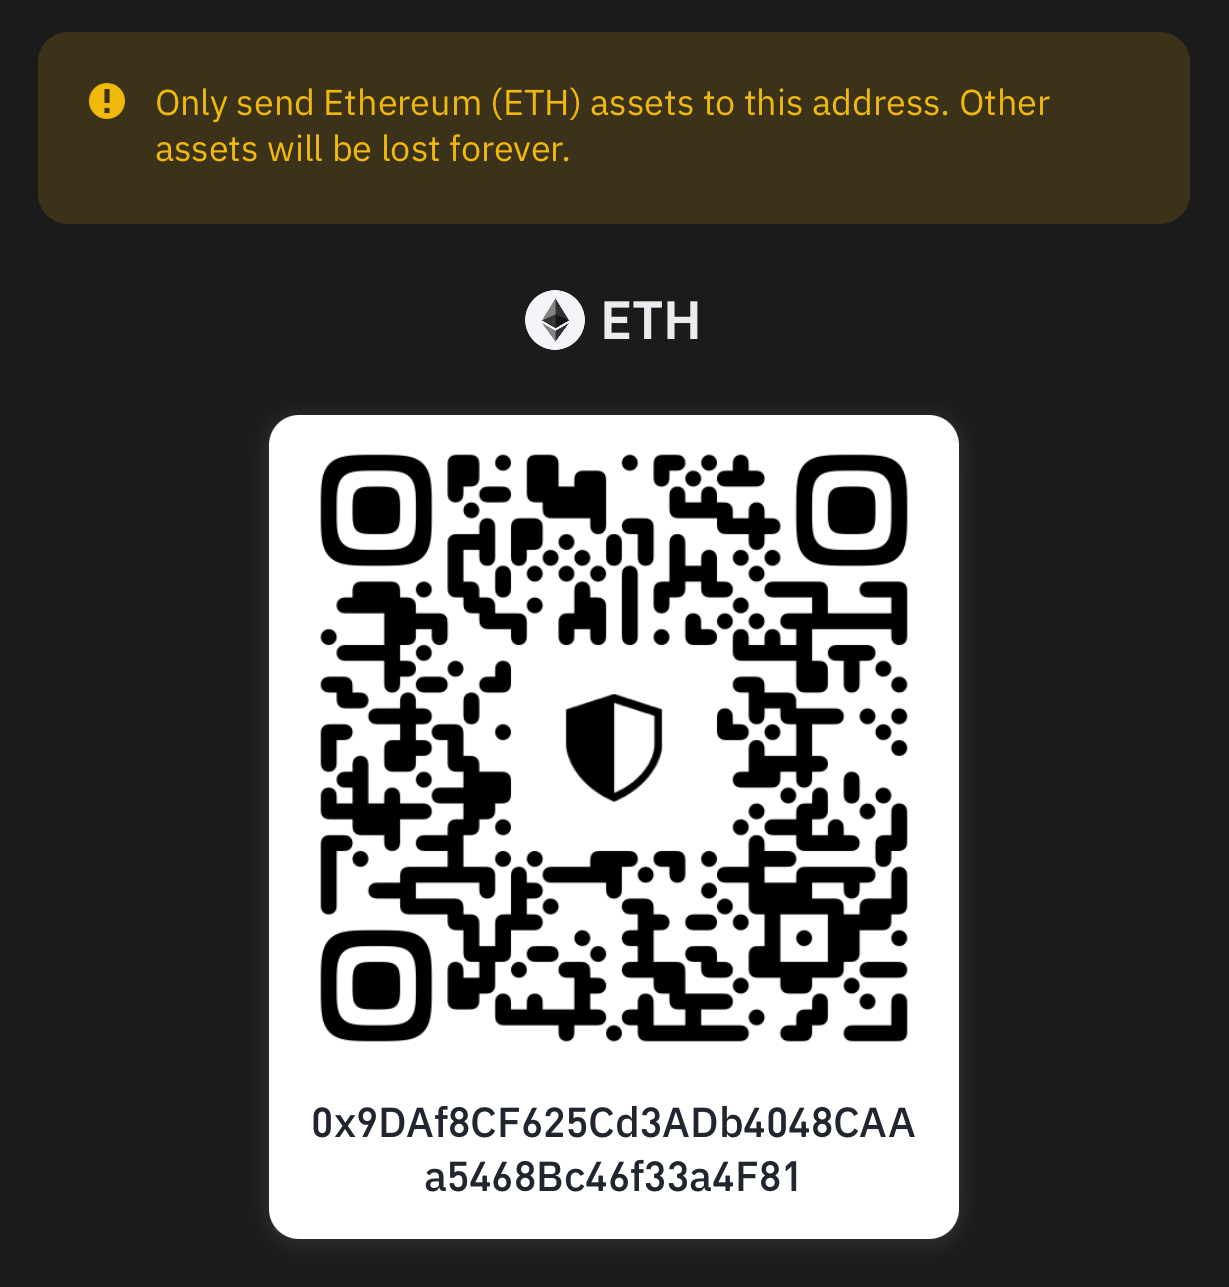 Only send Ethereum (ETH) assets to this address. Other
assets will be lost forever.
ETH
0x9DAf8CF625Cd3ADb4048CAA
a5468Bc46f33a4F81